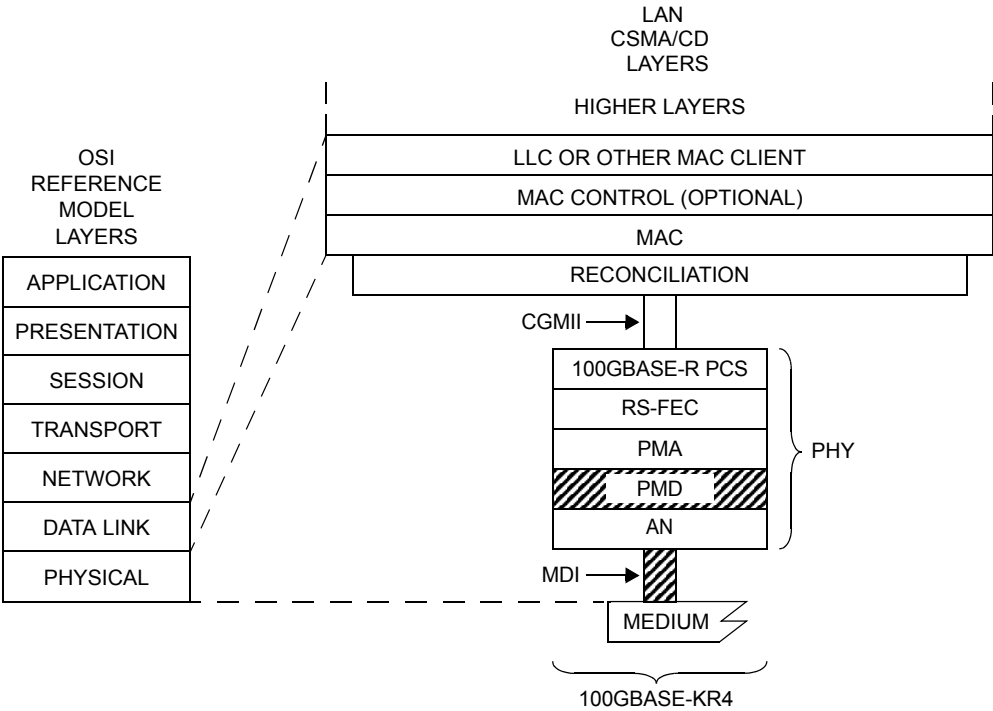 LAN
CSMA/CD
LAYERS
HIGHER LAYERS
LLC OR OTHER MAC CLIENT
MAC CONTROL (OPTIONAL)
MAC
RECONCILIATION
OSI
REFERENCE
MODEL
LAYERS
APPLICATION
PRESENTATION
SESSION
TRANSPORT
NETWORK
DATA LINK
PHYSICAL
CGMII
100GBASE-R PCS
RS-FEC
PMA
PMD
AN
PHY
MDI
MEDIUM
100GBASE-KR4